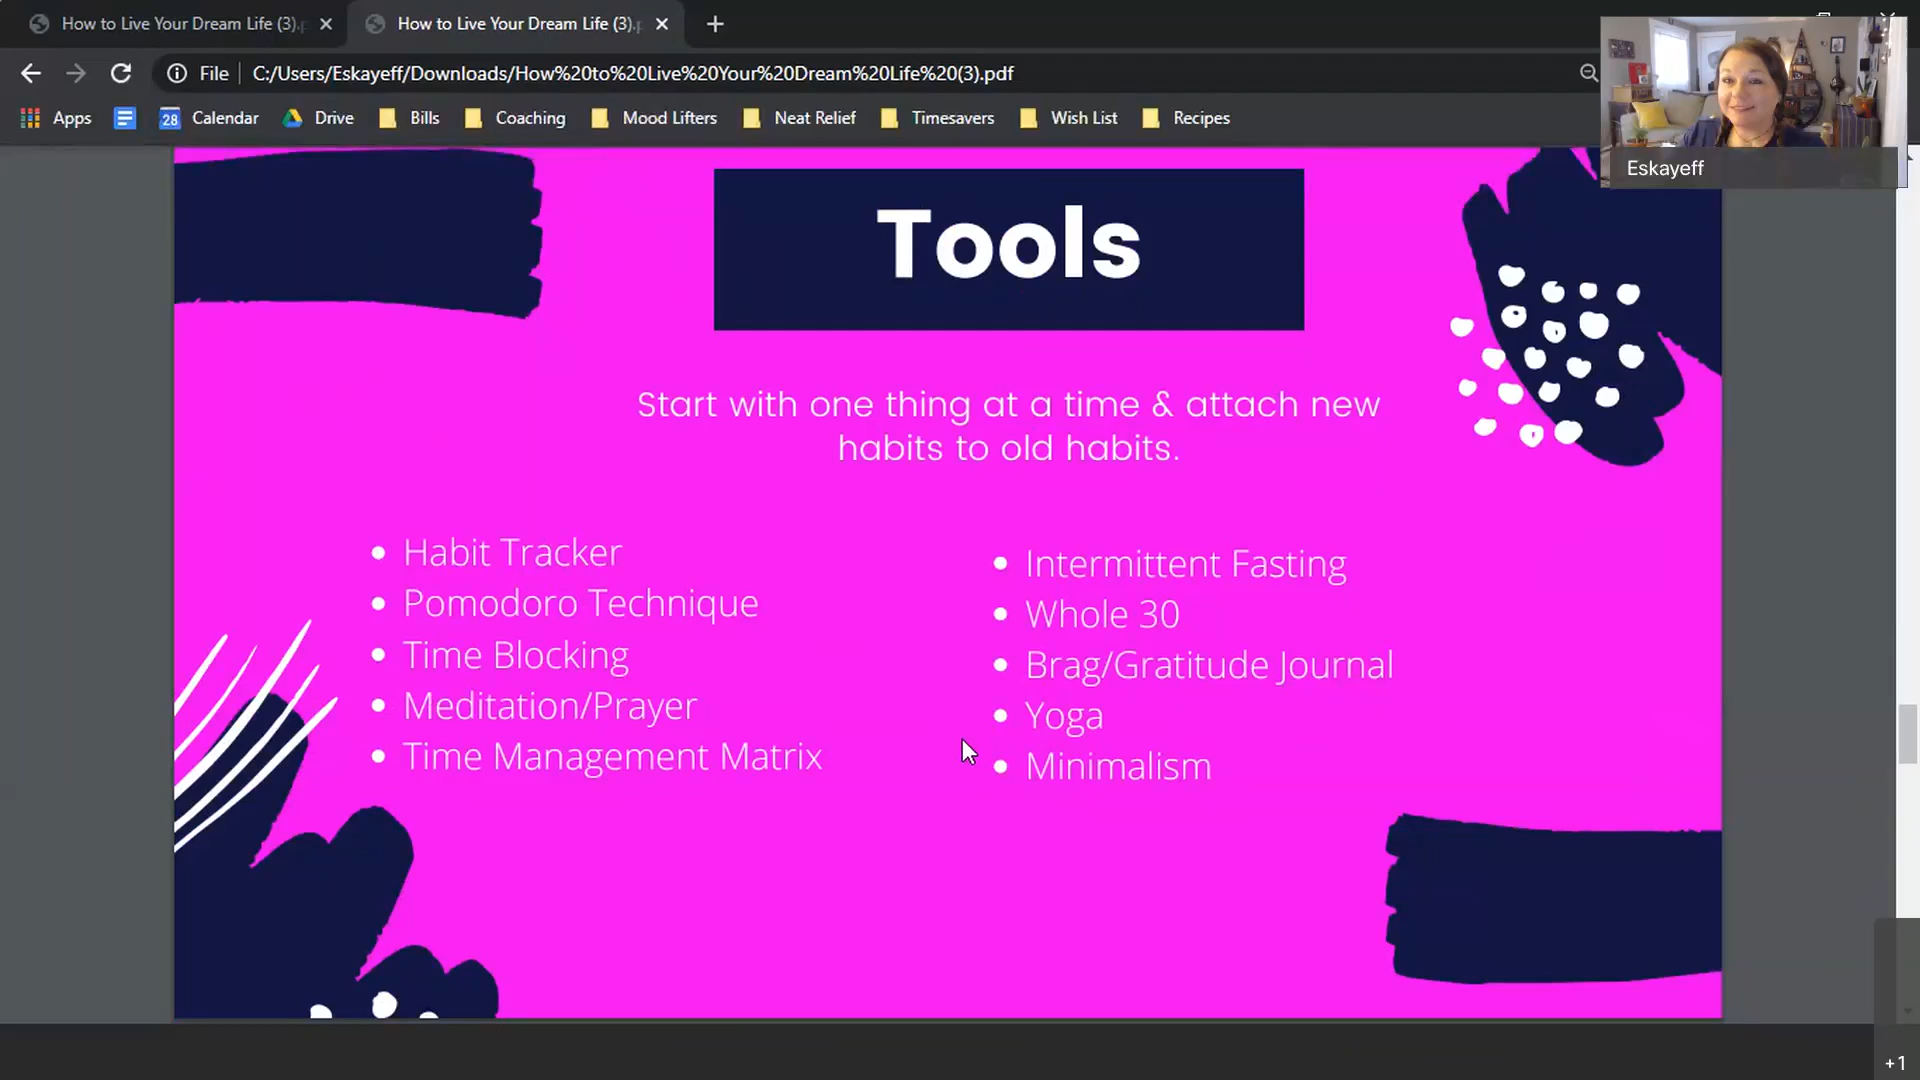 How to Live Your Dream Life (3).
How to Live Your Dream Life (3).
File
C:/Users/Eskayeff/Downloads/How%20to%20Live%20Your%20Dream%20Life%20(3).pdf
Apps
28
Calendar
Drive
Bills
Coaching
Mood Lifters
Neat Relief
Timesavers
Wish List
Recipes
Eskayeff
Tools
Start with one thing at a time & attach new
habits to old habits.
• Habit Tracker
• Pomodoro Technique
• Time Blocking
• Meditation/Prayer
• Time Management Matrix
• Intermittent Fasting
• Whole 30
• Brag/Gratitude Journal
• Yoga
• Minimalism
+1